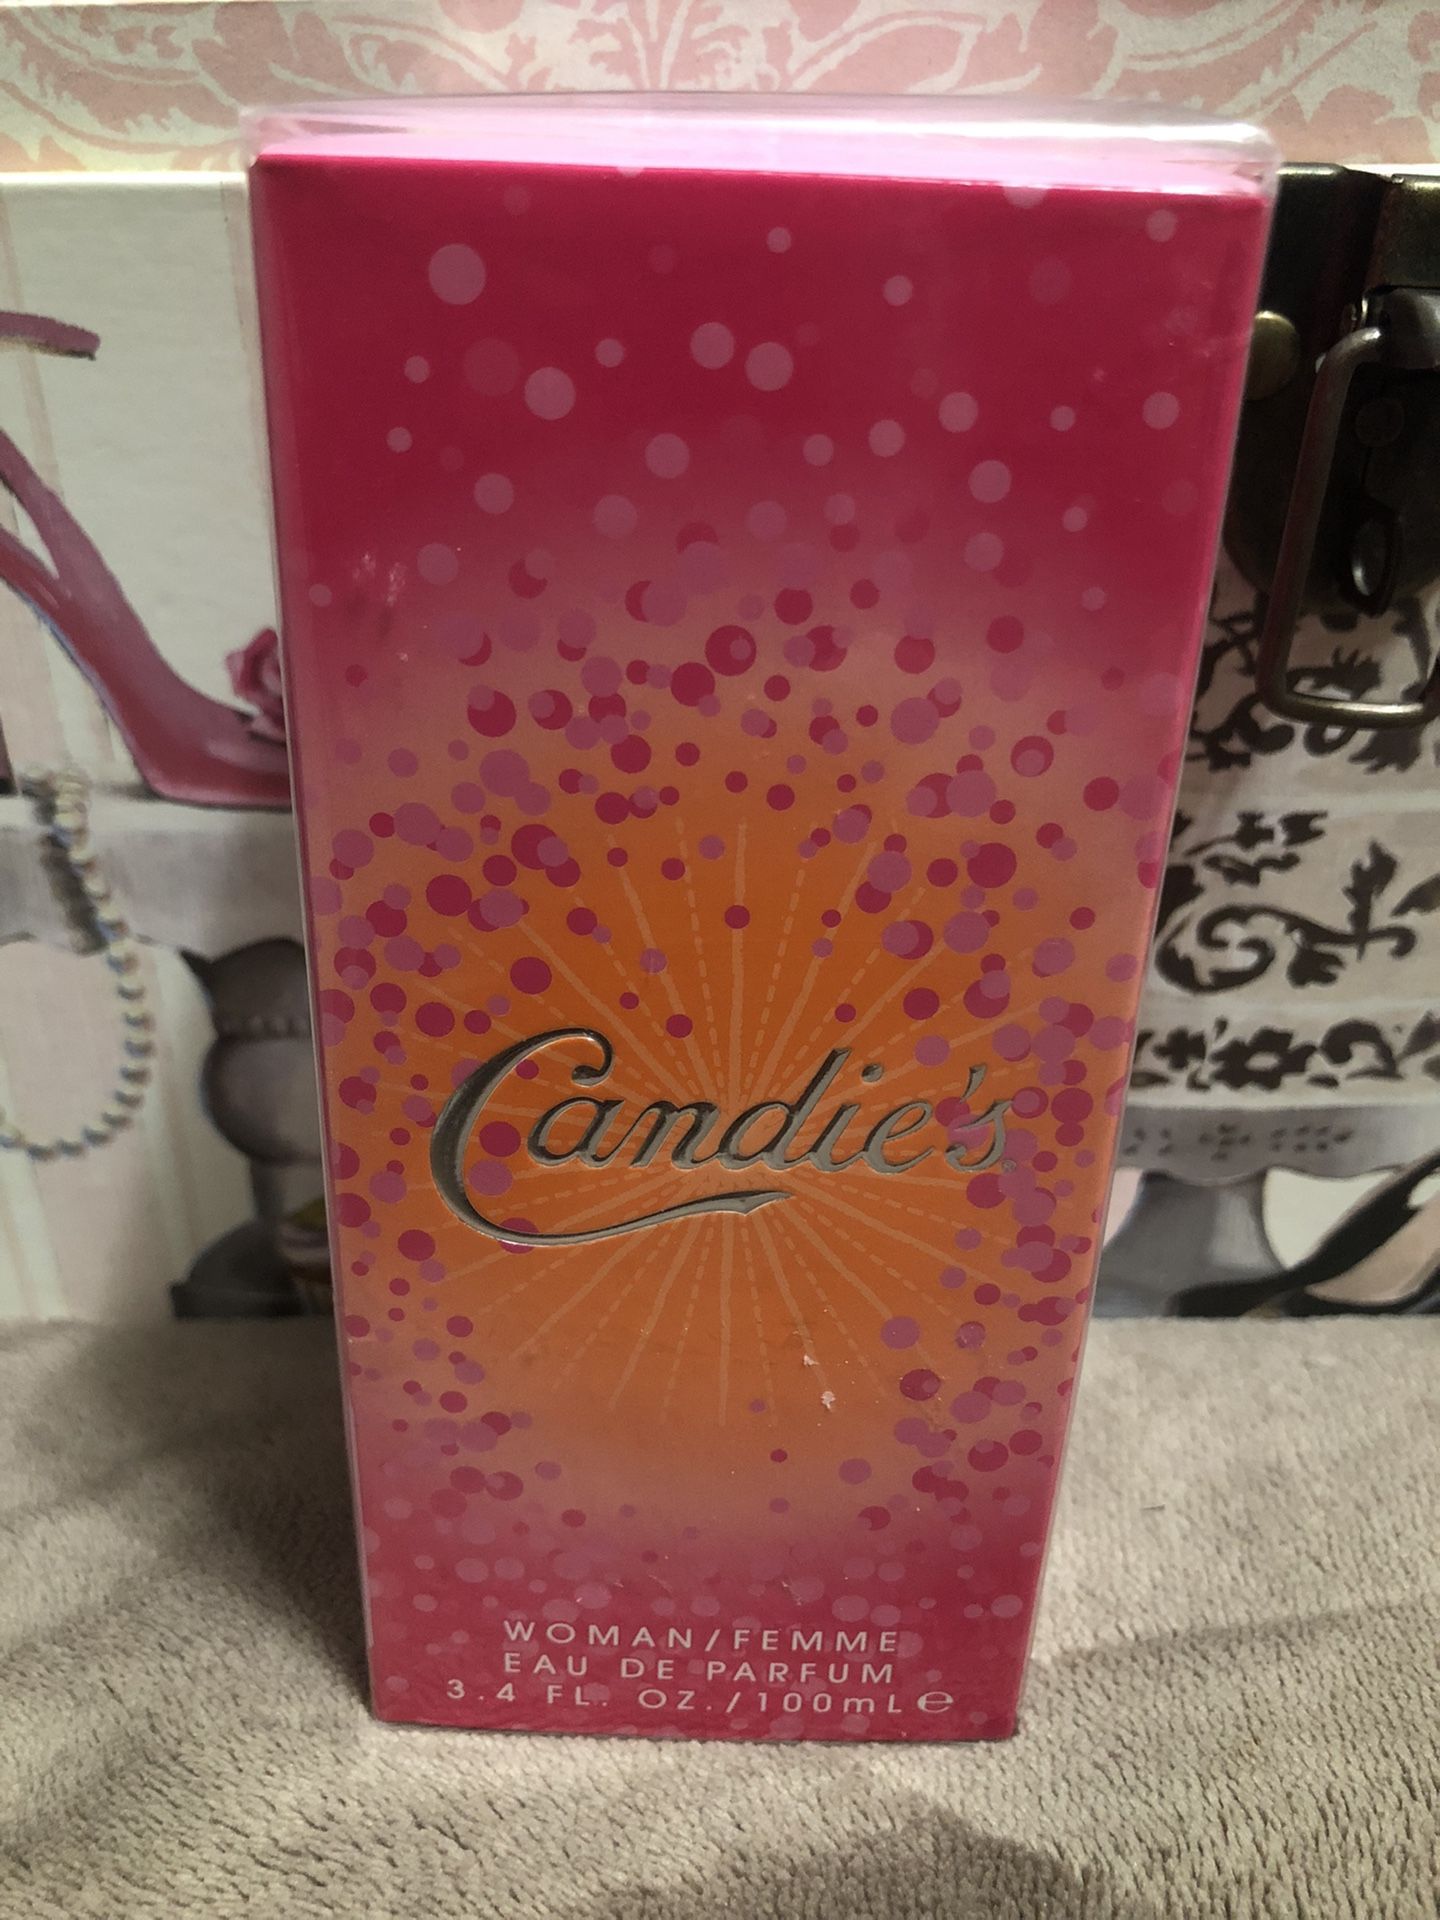 Candie's
WOMAN/FEMME
EAU DE PARFUM
3.4 FL. OZ./100mL℮